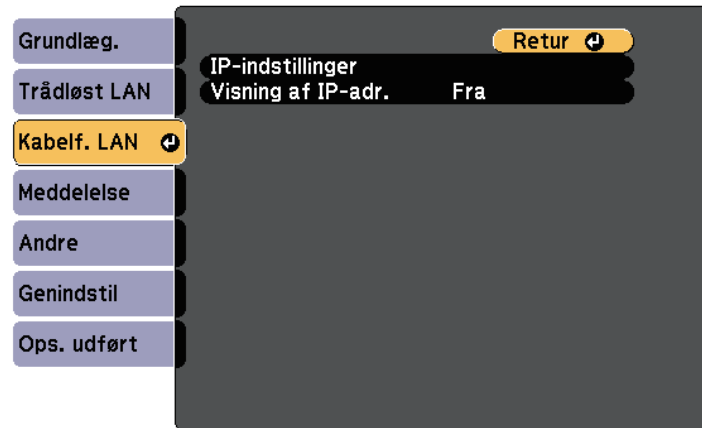 Grundlæg.
Trådløst LAN
Kabelf. LAN
Meddelelse
Andre
Genindstil
Ops. udført
Retur
IP-indstillinger
Visning af IP-adr. Fra